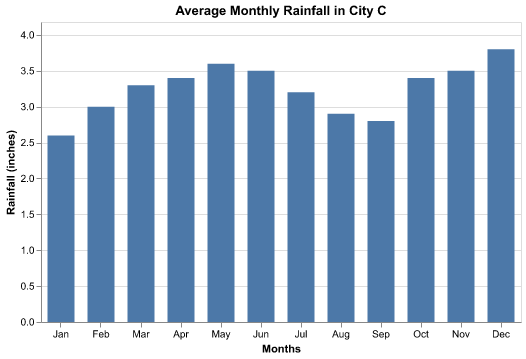 Average Monthly Rainfall in City C
Rainfall (inches)
4.0
3.5
3.0
2.5
2.0
1.5
1.0
0.5
0.0
Jan Feb Mar Apr May Jun Jul Aug Sep Oct Nov Dec
Months